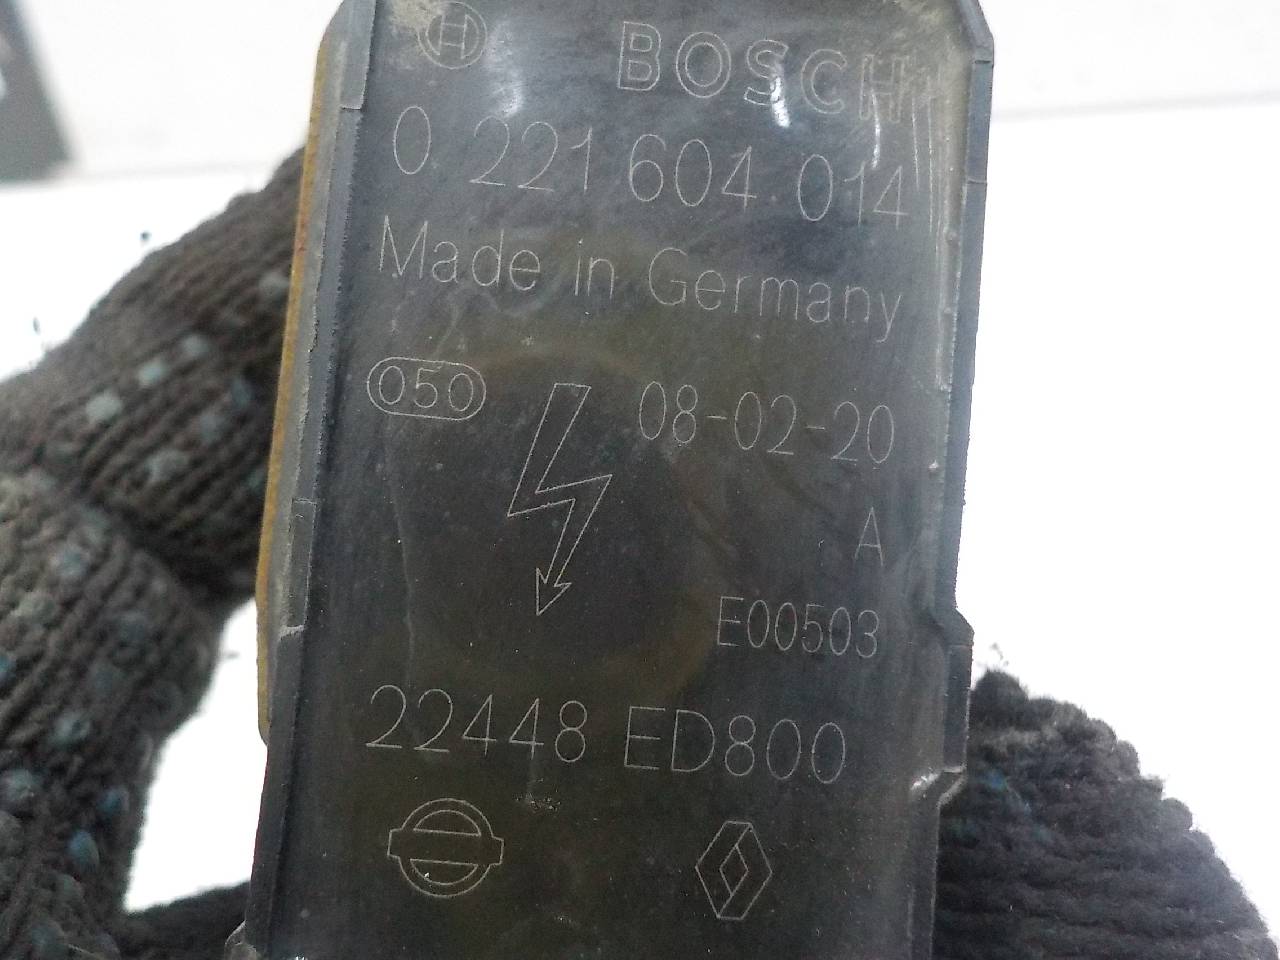 BOSCH
0 221 604 014
Made in Germany
050 08-02-20
A
E00503
22448 ED800